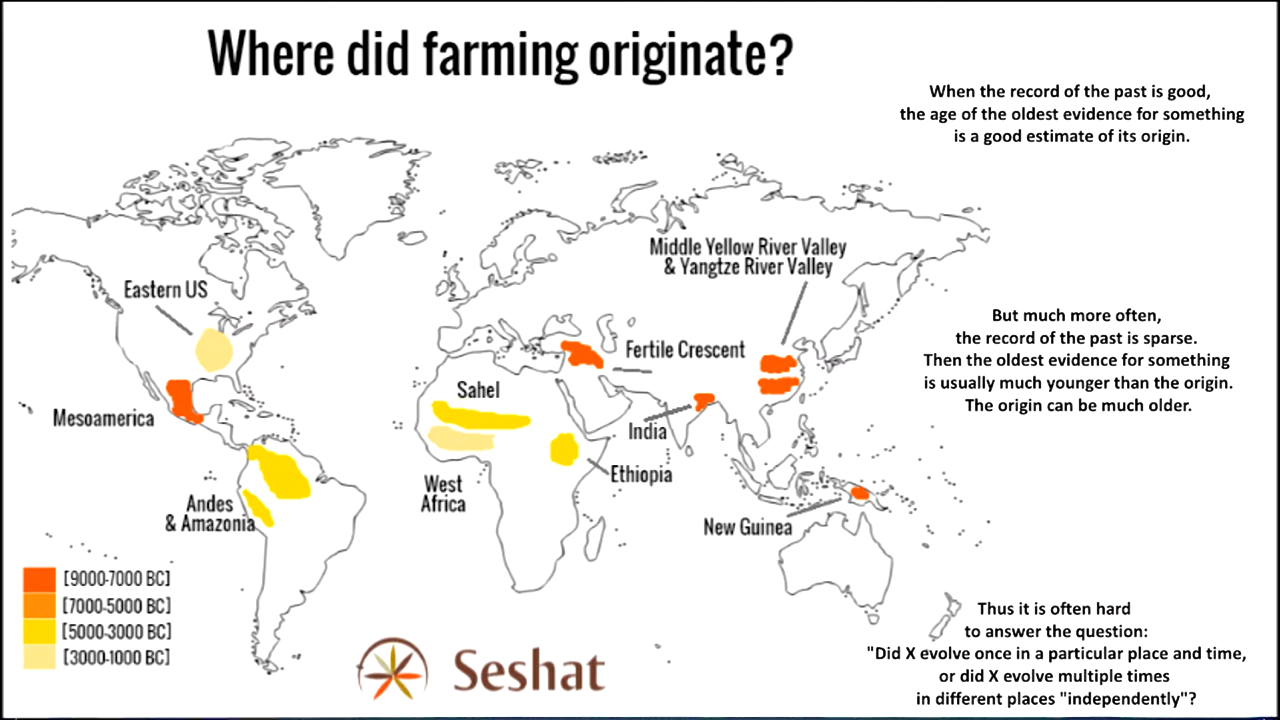 Where did farming originate?
When the record of the past is good,
the age of the oldest evidence for something
is a good estimate of its origin.
Middle Yellow River Valley
& Yangtze River Valley
Eastern US
But much more often,
the record of the past is sparse.
Then the oldest evidence for something
is usually much younger than the origin.
The origin can be much older.
Fertile Crescent
Sahel
Mesoamerica
India
Ethiopia
West
Africa
Andes
& Amazonia
New Guinea
[9000-7000 BC]
[7000-5000 BC]
[5000-3000 BC]
[3000-1000 BC]
Seshat
Thus it is often hard
to answer the question:
"Did X evolve once in a particular place and time,
or did X evolve multiple times
in different places "independently"?